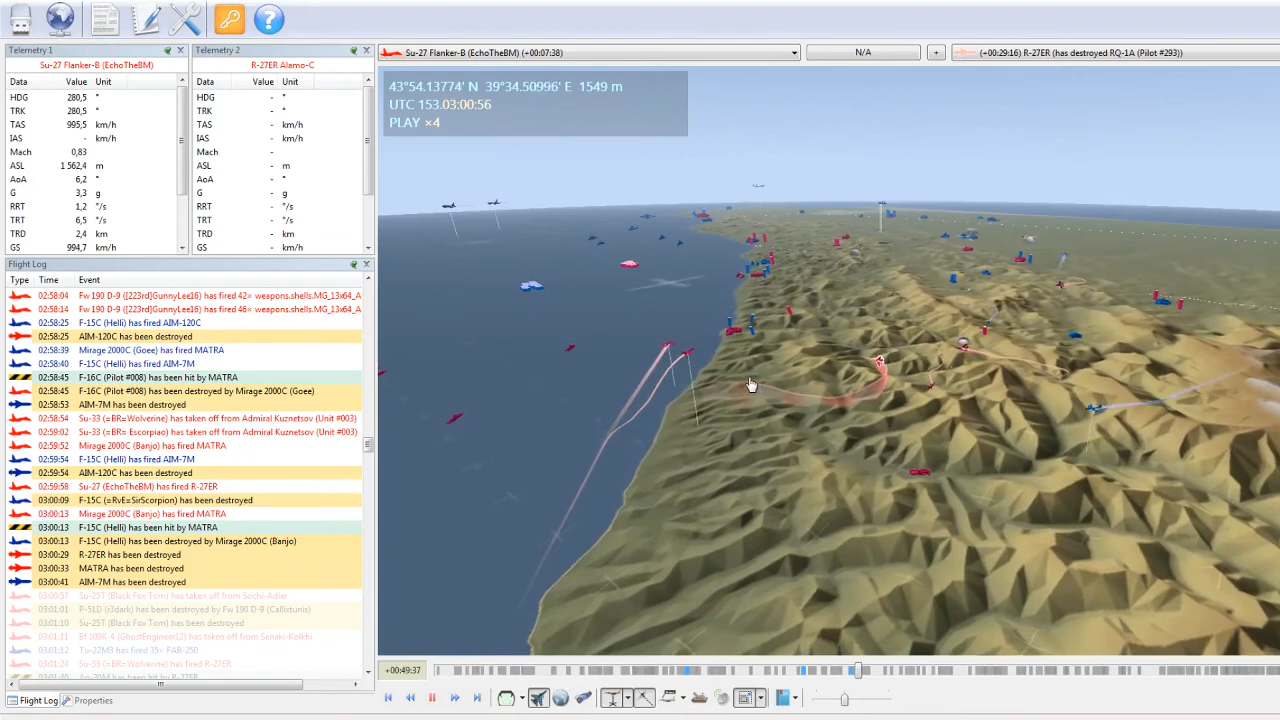 Telemetry 1
Telemetry 2
Su-27 Flanker-B (EchoTheBM) (+00:07:38)
N/A
+
(+00:29:16) R-27ER (has destroyed RQ-1A (Pilot #293))
Su-27 Flanker-B (EchoTheBM)
R-27ER Alamo-C
Data Value Unit
Data Value Unit
HDG 280,5 °
HDG - °
TRK 280,5 °
TRK - °
TAS 995,5 km/h
TAS - km/h
IAS - km/h
IAS - km/h
Mach 0,83
Mach -
ASL 1 562,4 m
ASL - m
AoA 6,2 °
AoA - °
G 3,3 g
G - g
RRT 1,2 °/s
RRT - °/s
TRT 6,5 °/s
TRT - °/s
TRD 2,4 km
TRD - km
GS 994,7 km/h
GS - km/h
43°54.13774' N 39°34.50996' E 1549 m
UTC 153.03:00:56
PLAY ×4
Flight Log
Type Time Event
02:58:04 Fw 190 D-9 ([223rd]GunnyLee16) has fired 42× weapons.shells.MG_13x64_A
02:58:14 Fw 190 D-9 ([223rd]GunnyLee16) has fired 46× weapons.shells.MG_13x64_A
02:58:25 F-15C (Helli) has fired AIM-120C
02:58:25 AIM-120C has been destroyed
02:58:39 Mirage 2000C (Goee) has fired MATRA
02:58:40 F-15C (Helli) has fired AIM-7M
02:58:45 F-16C (Pilot #008) has been hit by MATRA
02:58:45 F-16C (Pilot #008) has been destroyed by Mirage 2000C (Goee)
02:58:53 AIM-7M has been destroyed
02:58:54 Su-33 (=BR= Wolverine) has taken off from Admiral Kuznetsov (Unit #003)
02:59:02 Su-33 (=BR= Escorpiao) has taken off from Admiral Kuznetsov (Unit #003)
02:59:52 Mirage 2000C (Banjo) has fired MATRA
02:59:54 F-15C (Helli) has fired AIM-7M
02:59:54 AIM-120C has been destroyed
02:59:58 Su-27 (EchoTheBM) has fired R-27ER
03:00:09 F-15C (=RvE=SirScorpion) has been destroyed
03:00:13 Mirage 2000C (Banjo) has fired MATRA
03:00:13 F-15C (Helli) has been hit by MATRA
03:00:13 F-15C (Helli) has been destroyed by Mirage 2000C (Banjo)
03:00:29 R-27ER has been destroyed
03:00:33 MATRA has been destroyed
03:00:41 AIM-7M has been destroyed
03:00:57 Su-25T (Black Fox Tom) has taken off from Sochi-Adler
03:01:01 P-51D (r3dark) has been destroyed by Fw 190 D-9 (Callixtunis)
03:01:10 Su-25T (Black Fox Tom) has been destroyed
03:01:11 Bf 109K-4 (GhostEngineer12) has taken off from Senaki-Kolkhi
03:01:12 Tu-22M3 has fired 35× FAB-250
03:01:24 Su-33 (=BR= Wolverine) has fired R-27ER
03:01:40 An-30M has been hit by R-27ER
+00:49:37
Flight Log
Properties